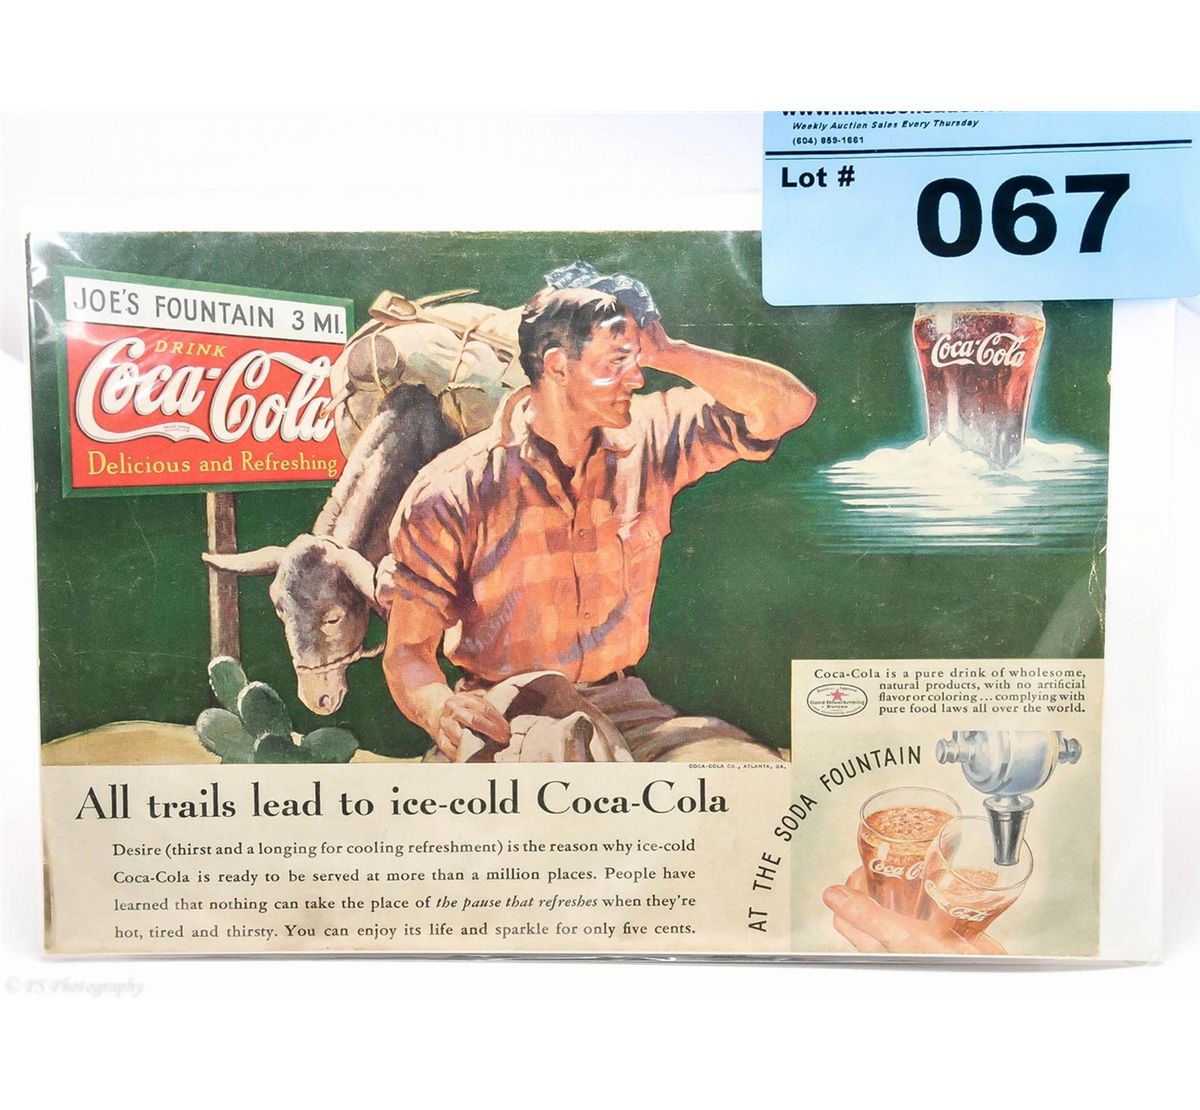 Weekly Auction Sales Every Thursday
(604) 859-1661
Lot # 067
JOE'S FOUNTAIN 3 MI.
DRINK
Coca-Cola
Delicious and Refreshing
Coca-Cola
Coca-Cola is a pure drink of wholesome,
natural products, with no artificial
flavor or coloring ... complying with
pure food laws all over the world.
Good Housekeeping
Bureau
COCA-COLA CO., ATLANTA, GA.
AT THE SODA FOUNTAIN
Coca-C
All trails lead to ice-cold Coca-Cola
Desire (thirst and a longing for cooling refreshment) is the reason why ice-cold
Coca-Cola is ready to be served at more than a million places. People have
learned that nothing can take the place of the pause that refreshes when they're
hot, tired and thirsty. You can enjoy its life and sparkle for only five cents.
© PS Photography